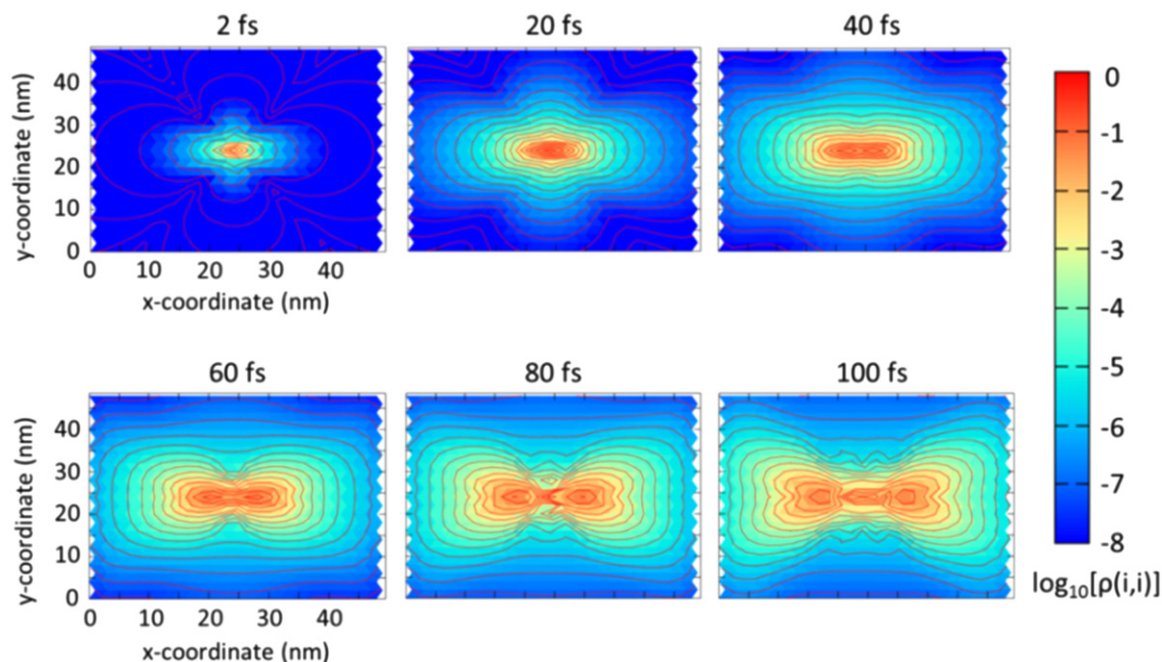 2 fs
20 fs
40 fs
y-coordinate (nm)
40
30
20
10
0
0 10 20 30 40
x-coordinate (nm)
0
-1
-2
-3
-4
-5
-6
-7
-8
log₁₀[ρ(i,i)]
60 fs
80 fs
100 fs
y-coordinate (nm)
40
30
20
10
0
0 10 20 30 40
x-coordinate (nm)